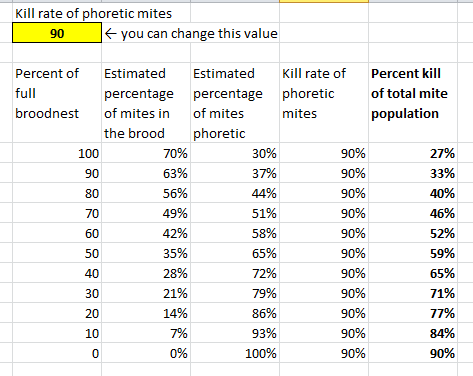 Kill rate of phoretic mites
90 ← you can change this value
Percent of full broodnest Estimated percentage of mites in the brood Estimated percentage of mites phoretic Kill rate of phoretic mites Percent kill of total mite population
100 70% 30% 90% 27%
90 63% 37% 90% 33%
80 56% 44% 90% 40%
70 49% 51% 90% 46%
60 42% 58% 90% 52%
50 35% 65% 90% 59%
40 28% 72% 90% 65%
30 21% 79% 90% 71%
20 14% 86% 90% 77%
10 7% 93% 90% 84%
0 0% 100% 90% 90%